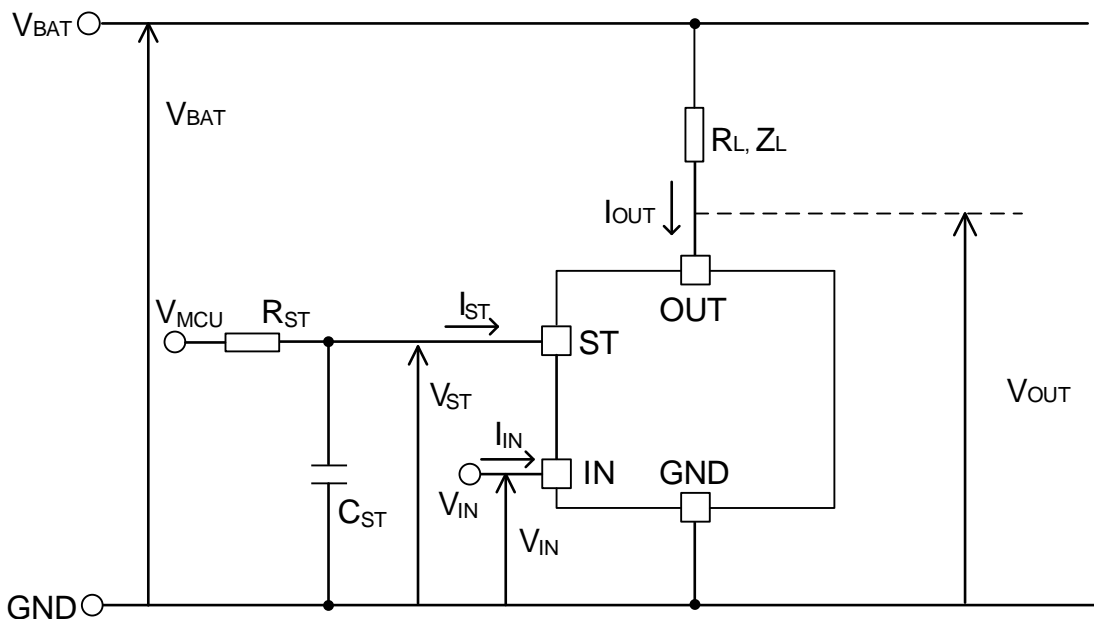 VBAT
VBAT
RL, ZL
IOUT
OUT
VMCU
RST
IST
ST
VST
VOUT
IIN
IN
GND
VIN
CST
VIN
GND